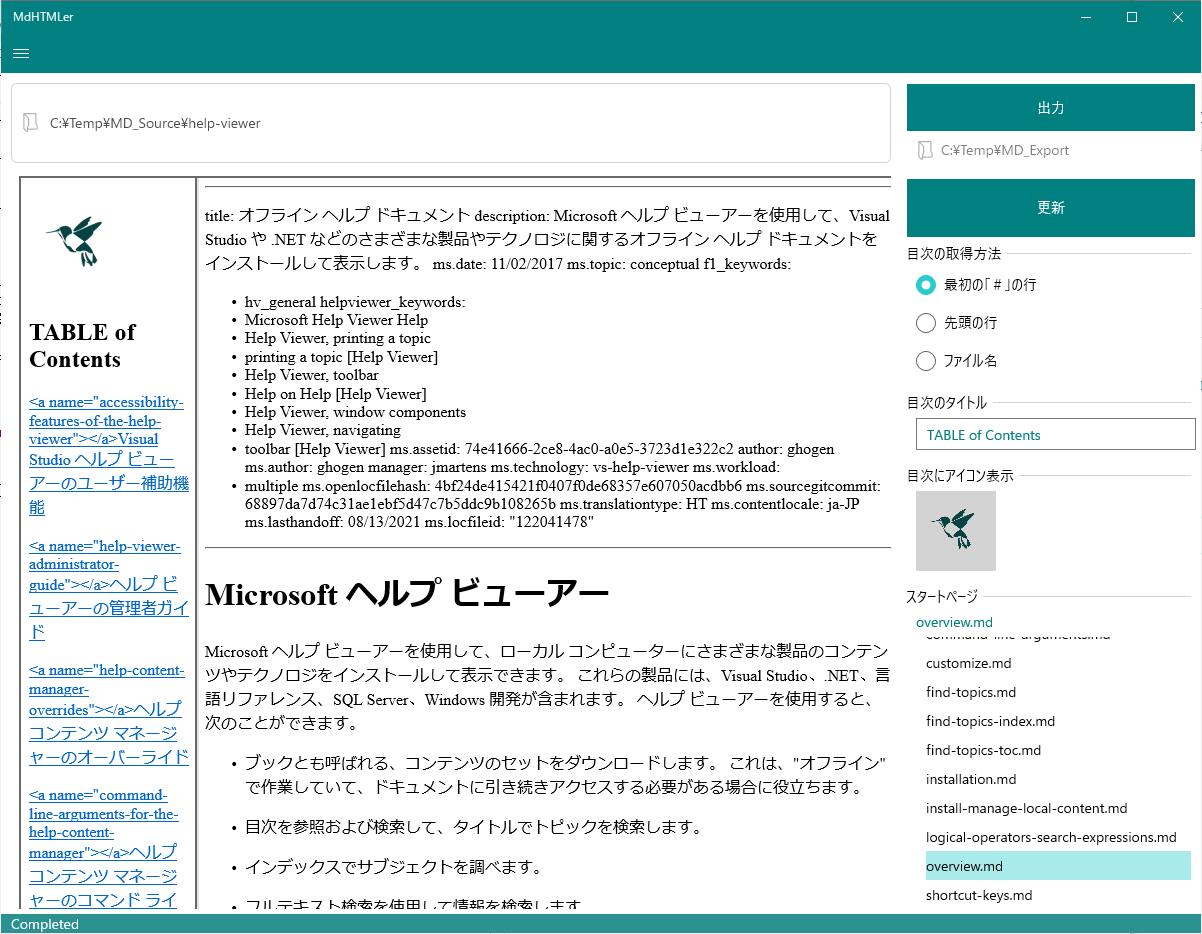 MdHTMLer
C:¥Temp¥MD_Source¥help-viewer
TABLE of
Contents
<a name="accessibility-
features-of-the-help-
viewer"></a>Visual
Studio ヘルプ ビュー
アーのユーザー補助機
能
<a name="help-viewer-
administrator-
guide"></a>ヘルプ ビ
ューアーの管理者ガイ
ド
<a name="help-content-
manager-
overrides"></a>ヘルプ
コンテンツ マネージ
ャーのオーバーライド
<a name="command-
line-arguments-for-the-
help-content-
manager"></a>ヘルプ
コンテンツ マネージ
ャーのコマンド ライ
title: オフライン ヘルプ ドキュメント description: Microsoft ヘルプ ビューアーを使用して、Visual
Studio や .NET などのさまざまな製品やテクノロジに関するオフライン ヘルプ ドキュメントを
インストールして表示します。 ms.date: 11/02/2017 ms.topic: conceptual f1_keywords:
• hv_general helpviewer_keywords:
• Microsoft Help Viewer Help
• Help Viewer, printing a topic
• printing a topic [Help Viewer]
• Help Viewer, toolbar
• Help on Help [Help Viewer]
• Help Viewer, window components
• Help Viewer, navigating
• toolbar [Help Viewer] ms.assetid: 74e41666-2ce8-4ac0-a0e5-3723d1e322c2 author: ghogen
ms.author: ghogen manager: jmartens ms.technology: vs-help-viewer ms.workload:
• multiple ms.openlocfilehash: 4bf24de415421f0407f0de68357e607050acdbb6 ms.sourcegitcommit:
68897da7d74c31ae1ebf5d47c7b5ddc9b108265b ms.translationtype: HT ms.contentlocale: ja-JP
ms.lasthandoff: 08/13/2021 ms.locfileid: "122041478"
Microsoft ヘルプ ビューアー
Microsoft ヘルプ ビューアーを使用して、ローカル コンピューターにさまざまな製品のコンテン
ツやテクノロジをインストールして表示できます。 これらの製品には、Visual Studio、.NET、言
語リファレンス、SQL Server、Windows 開発が含まれます。 ヘルプ ビューアーを使用すると、
次のことができます。
• ブックとも呼ばれる、コンテンツのセットをダウンロードします。 これは、"オフライン"
で作業していて、ドキュメントに引き続きアクセスする必要がある場合に役立ちます。
• 目次を参照および検索して、タイトルでトピックを検索します。
• インデックスでサブジェクトを調べます。
• フルテキスト検索を使用して情報を検索します
出力
C:¥Temp¥MD_Export
更新
目次の取得方法
最初の「#」の行
先頭の行
ファイル名
目次のタイトル
TABLE of Contents
目次にアイコン表示
スタートページ
overview.md
command-line-arguments.md
customize.md
find-topics.md
find-topics-index.md
find-topics-toc.md
installation.md
install-manage-local-content.md
logical-operators-search-expressions.md
overview.md
shortcut-keys.md
Completed